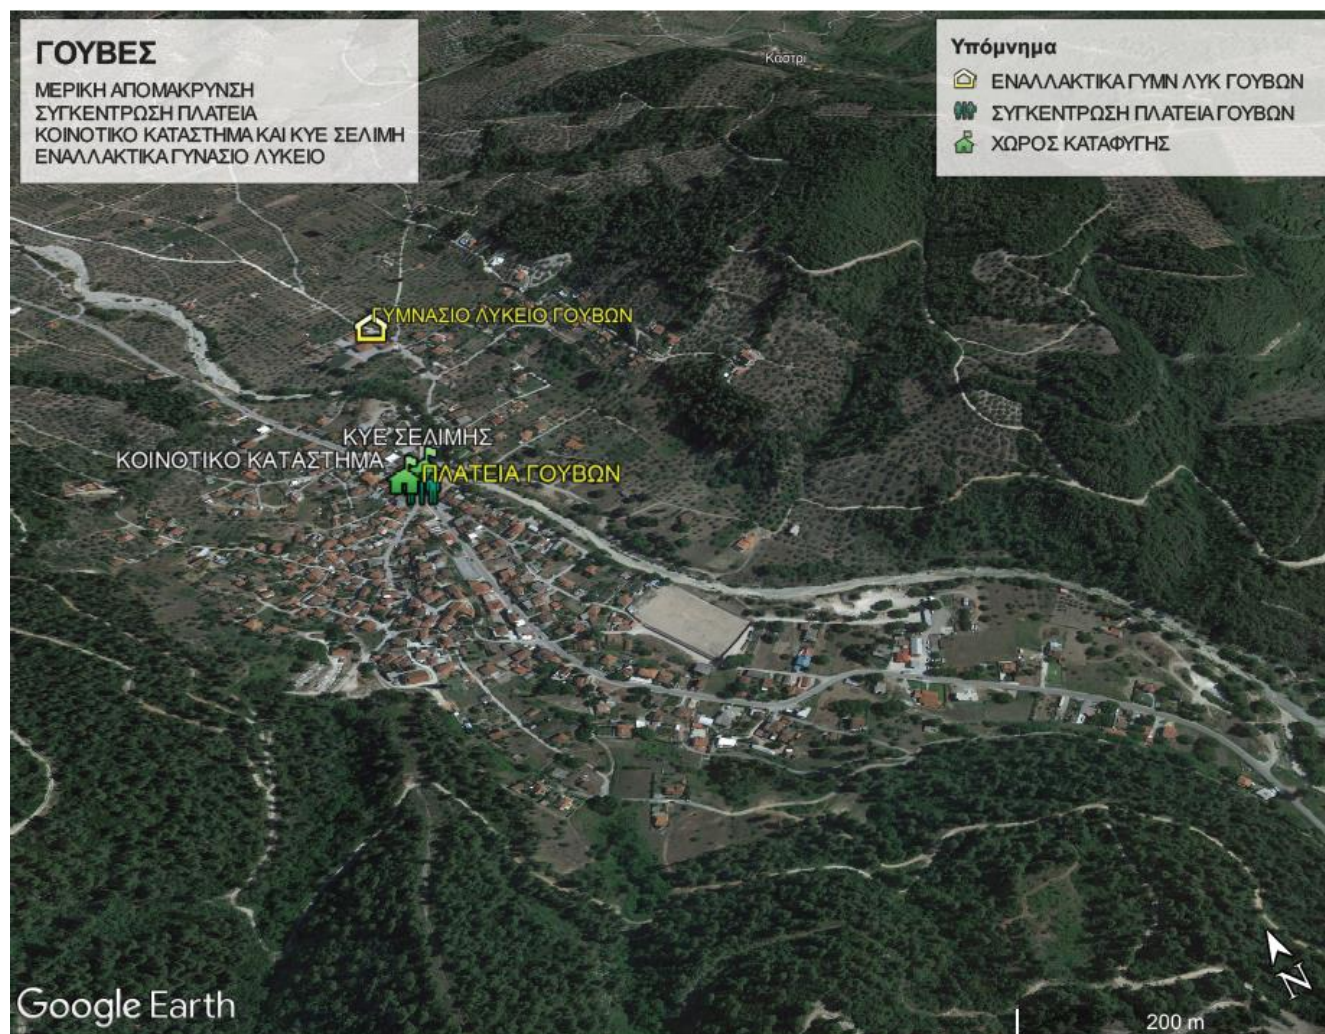 ΓΟΥΒΕΣ
ΜΕΡΙΚΗ ΑΠΟΜΑΚΡΥΝΣΗ
ΣΥΓΚΕΝΤΡΩΣΗ ΠΛΑΤΕΙΑ
ΚΟΙΝΟΤΙΚΟ ΚΑΤΑΣΤΗΜΑ ΚΑΙ ΚΥΕ ΣΕΛΙΜΗ
ΕΝΑΛΛΑΚΤΙΚΑ ΓΥΝΑΣΙΟ ΛΥΚΕΙΟ
Υπόμνημα
ΕΝΑΛΛΑΚΤΙΚΑ ΓΥΜΝ ΛΥΚ ΓΟΥΒΩΝ
ΣΥΓΚΕΝΤΡΩΣΗ ΠΛΑΤΕΙΑ ΓΟΥΒΩΝ
ΧΩΡΟΣ ΚΑΤΑΦΥΓΗΣ
Καστρί
ΓΥΜΝΑΣΙΟ ΛΥΚΕΙΟ ΓΟΥΒΩΝ
ΚΥΕ ΣΕΛΙΜΗΣ
ΚΟΙΝΟΤΙΚΟ ΚΑΤΑΣΤΗΜΑ
ΠΛΑΤΕΙΑ ΓΟΥΒΩΝ
N
Google Earth
200 m